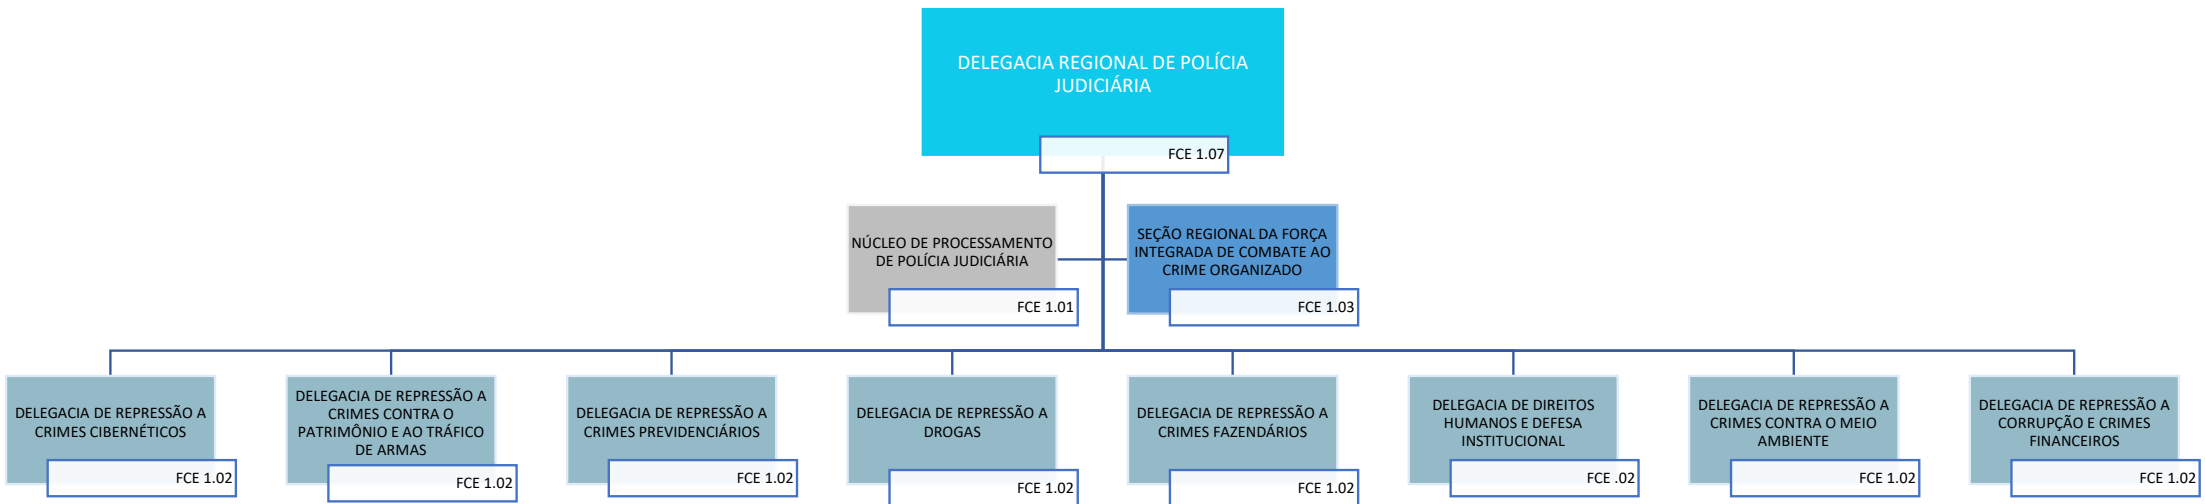 DELEGACIA REGIONAL DE POLÍCIA
JUDICIÁRIA
FCE 1.07
NÚCLEO DE PROCESSAMENTO
DE POLÍCIA JUDICIÁRIA
FCE 1.01
SEÇÃO REGIONAL DA FORÇA
INTEGRADA DE COMBATE AO
CRIME ORGANIZADO
FCE 1.03
DELEGACIA DE REPRESSÃO A
CRIMES CIBERNÉTICOS
FCE 1.02
DELEGACIA DE REPRESSÃO A
CRIMES CONTRA O
PATRIMÔNIO E AO TRÁFICO
DE ARMAS
FCE 1.02
DELEGACIA DE REPRESSÃO A
CRIMES PREVIDENCIÁRIOS
FCE 1.02
DELEGACIA DE REPRESSÃO A
DROGAS
FCE 1.02
DELEGACIA DE REPRESSÃO A
CRIMES FAZENDÁRIOS
FCE 1.02
DELEGACIA DE DIREITOS
HUMANOS E DEFESA
INSTITUCIONAL
FCE .02
DELEGACIA DE REPRESSÃO A
CRIMES CONTRA O MEIO
AMBIENTE
FCE 1.02
DELEGACIA DE REPRESSÃO A
CORRUPÇÃO E CRIMES
FINANCEIROS
FCE 1.02